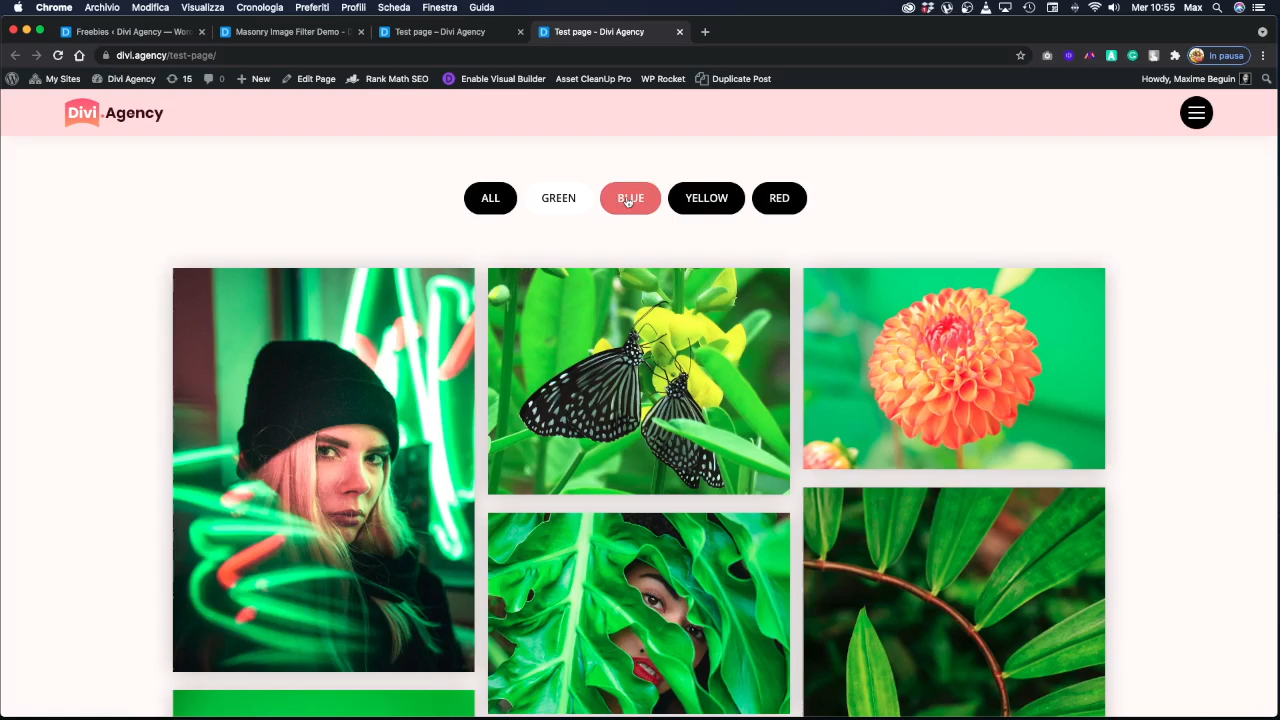 Chrome Archivio Modifica Visualizza Cronologia Preferiti Profili Scheda Finestra Guida Mer 10:55 Max
Freebies ‹ Divi Agency — Wor
Masonry Image Filter Demo - D
Test page – Divi Agency
Test page - Divi Agency
divi.agency/test-page/
In pausa
My Sites Divi Agency 15 0 New Edit Page Rank Math SEO Enable Visual Builder Asset CleanUp Pro WP Rocket Duplicate Post Howdy, Maxime Beguin
Divi.Agency
ALL GREEN BLUE YELLOW RED